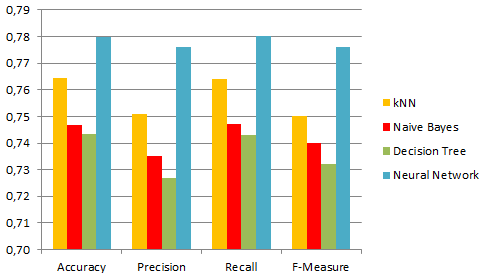 0,79
0,78
0,77
0,76
0,75
0,74
0,73
0,72
0,71
0,70
Accuracy Precision Recall F-Measure
kNN
Naive Bayes
Decision Tree
Neural Network